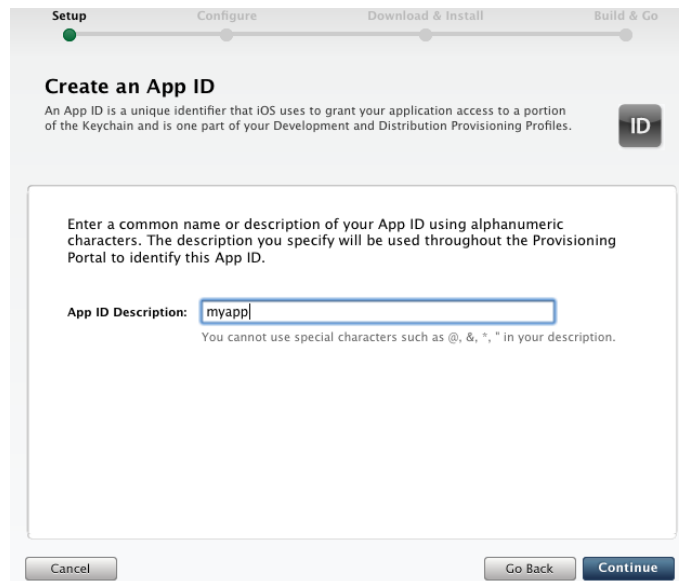 Setup Configure Download & Install Build & Go
Create an App ID
An App ID is a unique identifier that iOS uses to grant your application access to a portion
of the Keychain and is one part of your Development and Distribution Provisioning Profiles.
ID
Enter a common name or description of your App ID using alphanumeric
characters. The description you specify will be used throughout the Provisioning
Portal to identify this App ID.
App ID Description: myapp
You cannot use special characters such as @, &, *, " in your description.
Cancel Go Back Continue